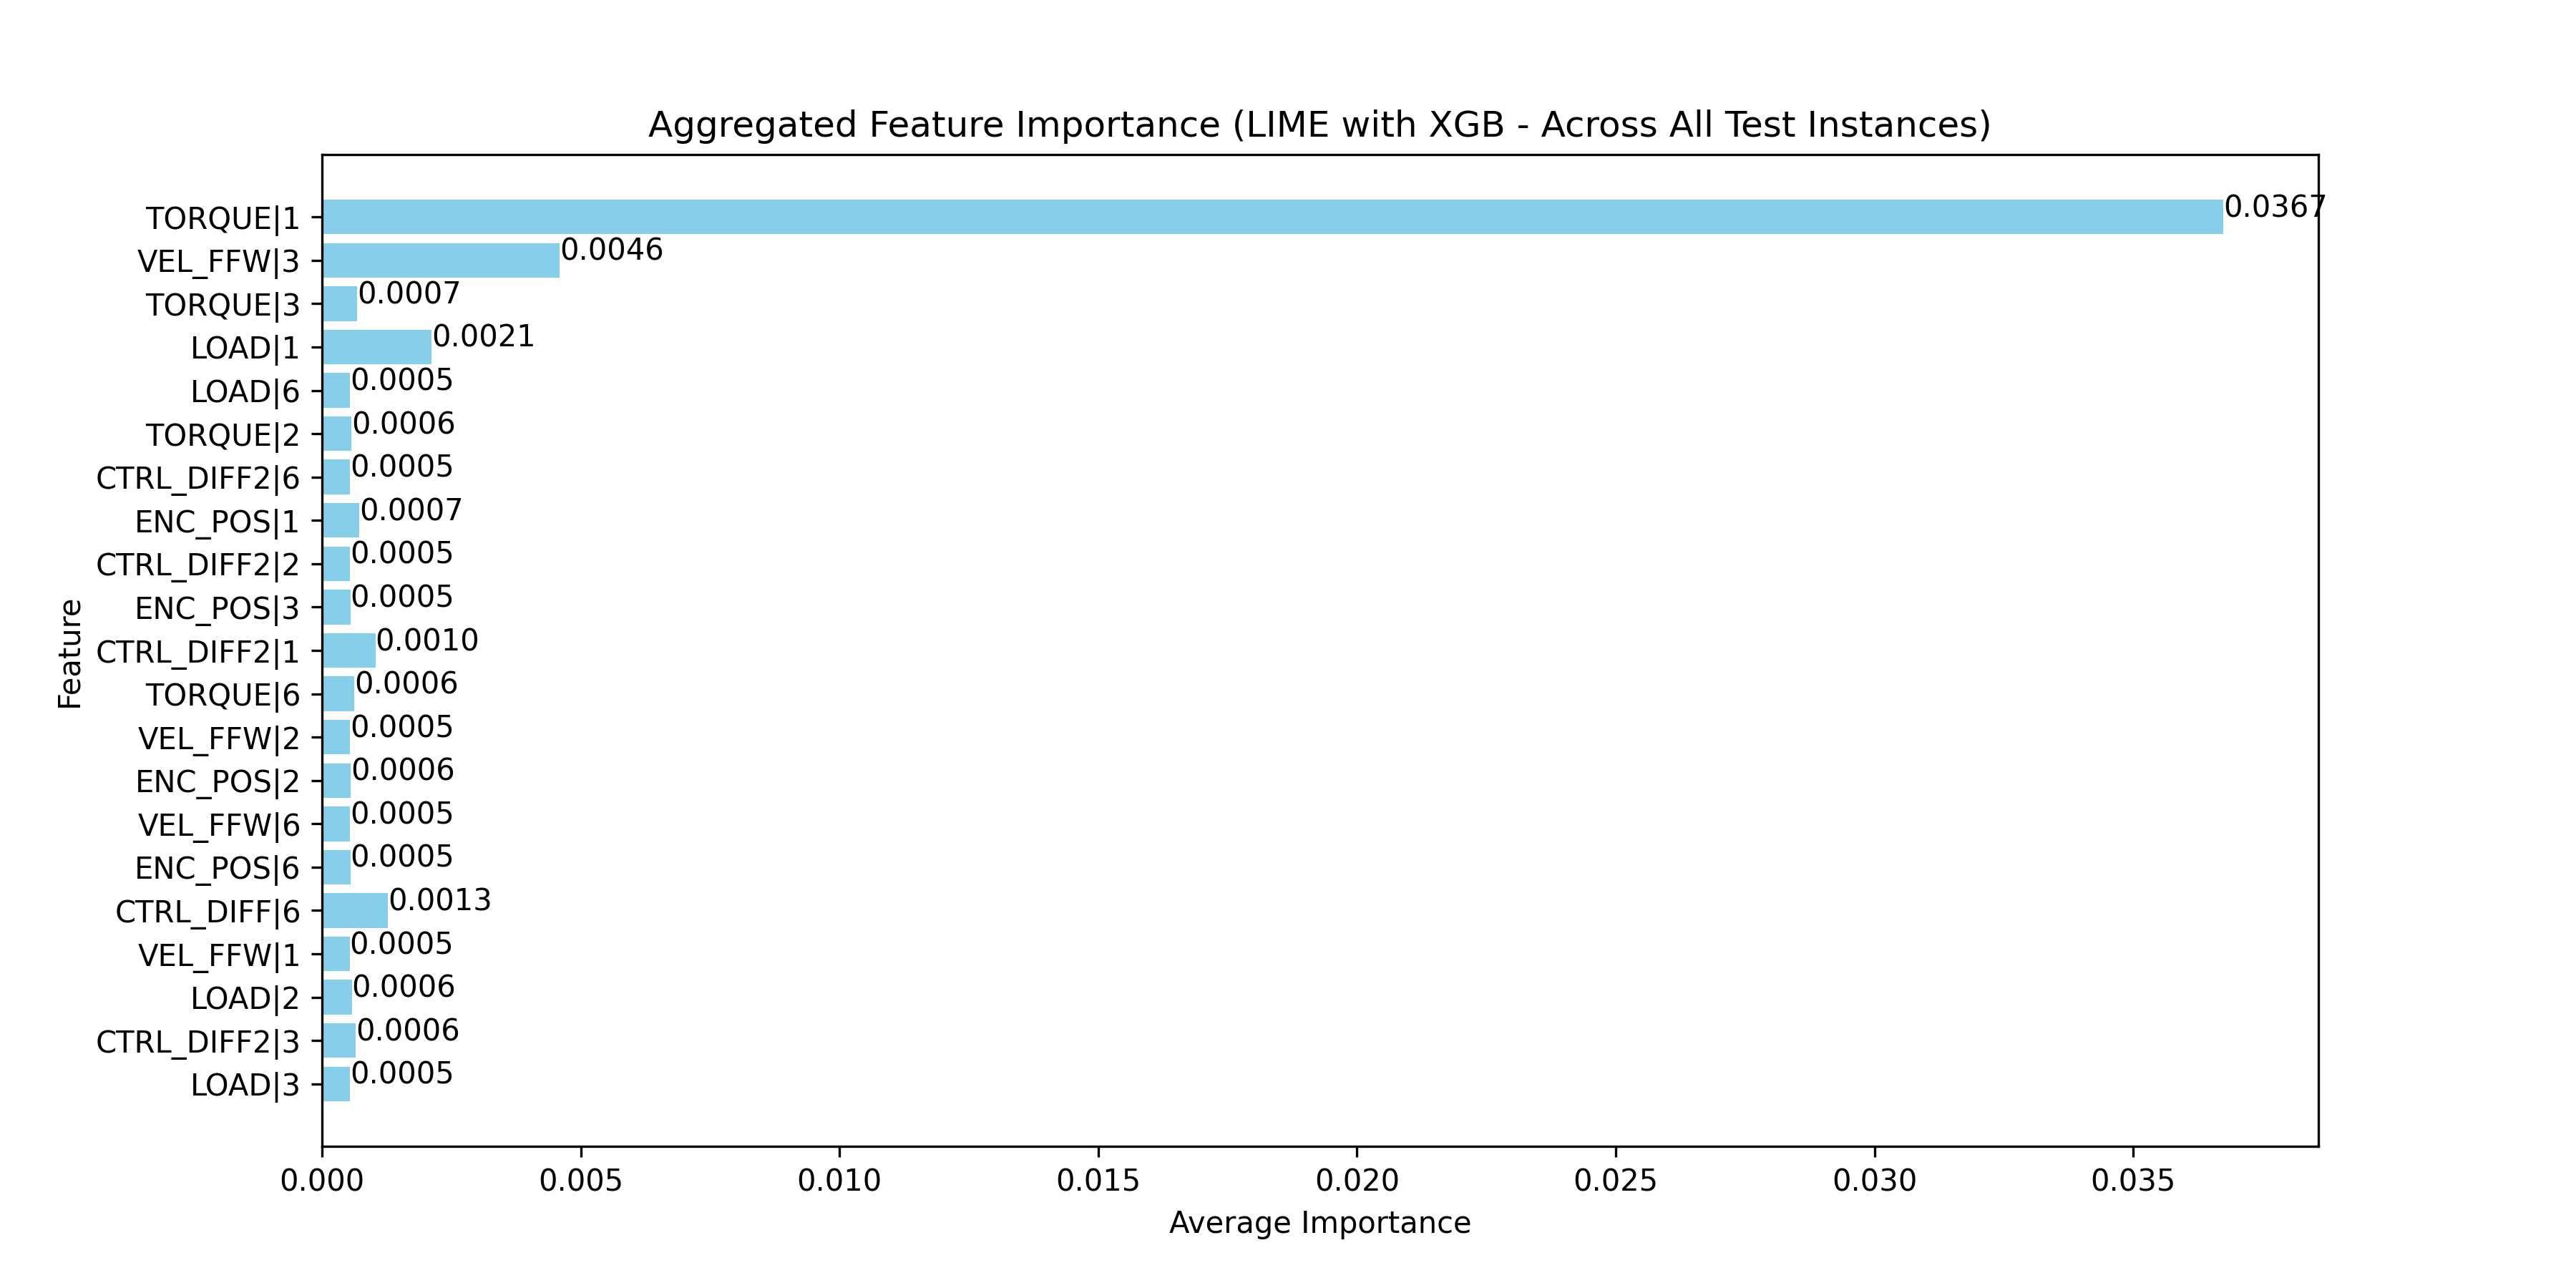 Aggregated Feature Importance (LIME with XGB - Across All Test Instances)
TORQUE|1 0.0367
VEL_FFW|3 0.0046
TORQUE|3 0.0007
LOAD|1 0.0021
LOAD|6 0.0005
TORQUE|2 0.0006
CTRL_DIFF2|6 0.0005
ENC_POS|1 0.0007
CTRL_DIFF2|2 0.0005
ENC_POS|3 0.0005
CTRL_DIFF2|1 0.0010
TORQUE|6 0.0006
VEL_FFW|2 0.0005
ENC_POS|2 0.0006
VEL_FFW|6 0.0005
ENC_POS|6 0.0005
CTRL_DIFF|6 0.0013
VEL_FFW|1 0.0005
LOAD|2 0.0006
CTRL_DIFF2|3 0.0006
LOAD|3 0.0005
Feature
0.000 0.005 0.010 0.015 0.020 0.025 0.030 0.035
Average Importance